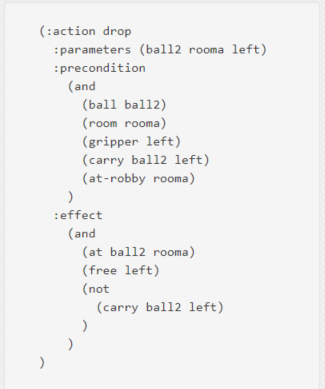 (:action drop
:parameters (ball2 rooma left)
:precondition
(and
(ball ball2)
(room rooma)
(gripper left)
(carry ball2 left)
(at-robby rooma)
)
:effect
(and
(at ball2 rooma)
(free left)
(not
(carry ball2 left)
)
)
)